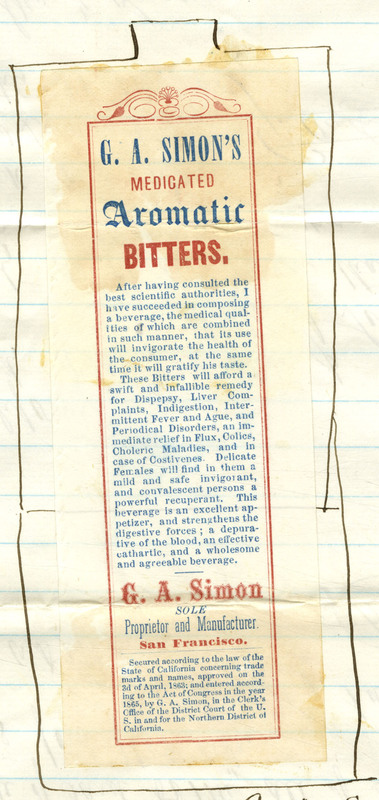 G. A. SIMON'S
MEDICATED
Aromatic
BITTERS.
After having consulted the
best scientific authorities, I
have succeeded in composing
a beverage, the medical qual-
ities of which are combined
in such manner, that its use
will invigorate the health of
the consumer, at the same
time it will gratify his taste.
These Bitters will afford a
swift and infallible remedy
for Dispepsy, Liver Com-
plaints, Indigestion, Inter-
mittent Fever and Ague, and
Periodical Disorders, an im-
mediate relief in Flux, Colics,
Choleric Maladies, and in
case of Costivenes. Delicate
Females will find in them a
mild and safe invigorant,
and convalescent persons a
powerful recuperant. This
beverage is an excellent ap-
petizer, and strengthens the
digestive forces; a depura-
tive of the blood, an effective
cathartic, and a wholesome
and agreeable beverage.
G. A. Simon
SOLE
Proprietor and Manufacturer.
San Francisco.
Secured according to the law of the
State of California concerning trade
marks and names, approved on the
3d of April, 1863; and entered accord-
ing to the Act of Congress in the year
1865, by G. A. Simon, in the Clerk's
Office of the District Court of the U.
S. in and for the Northern District of
California.